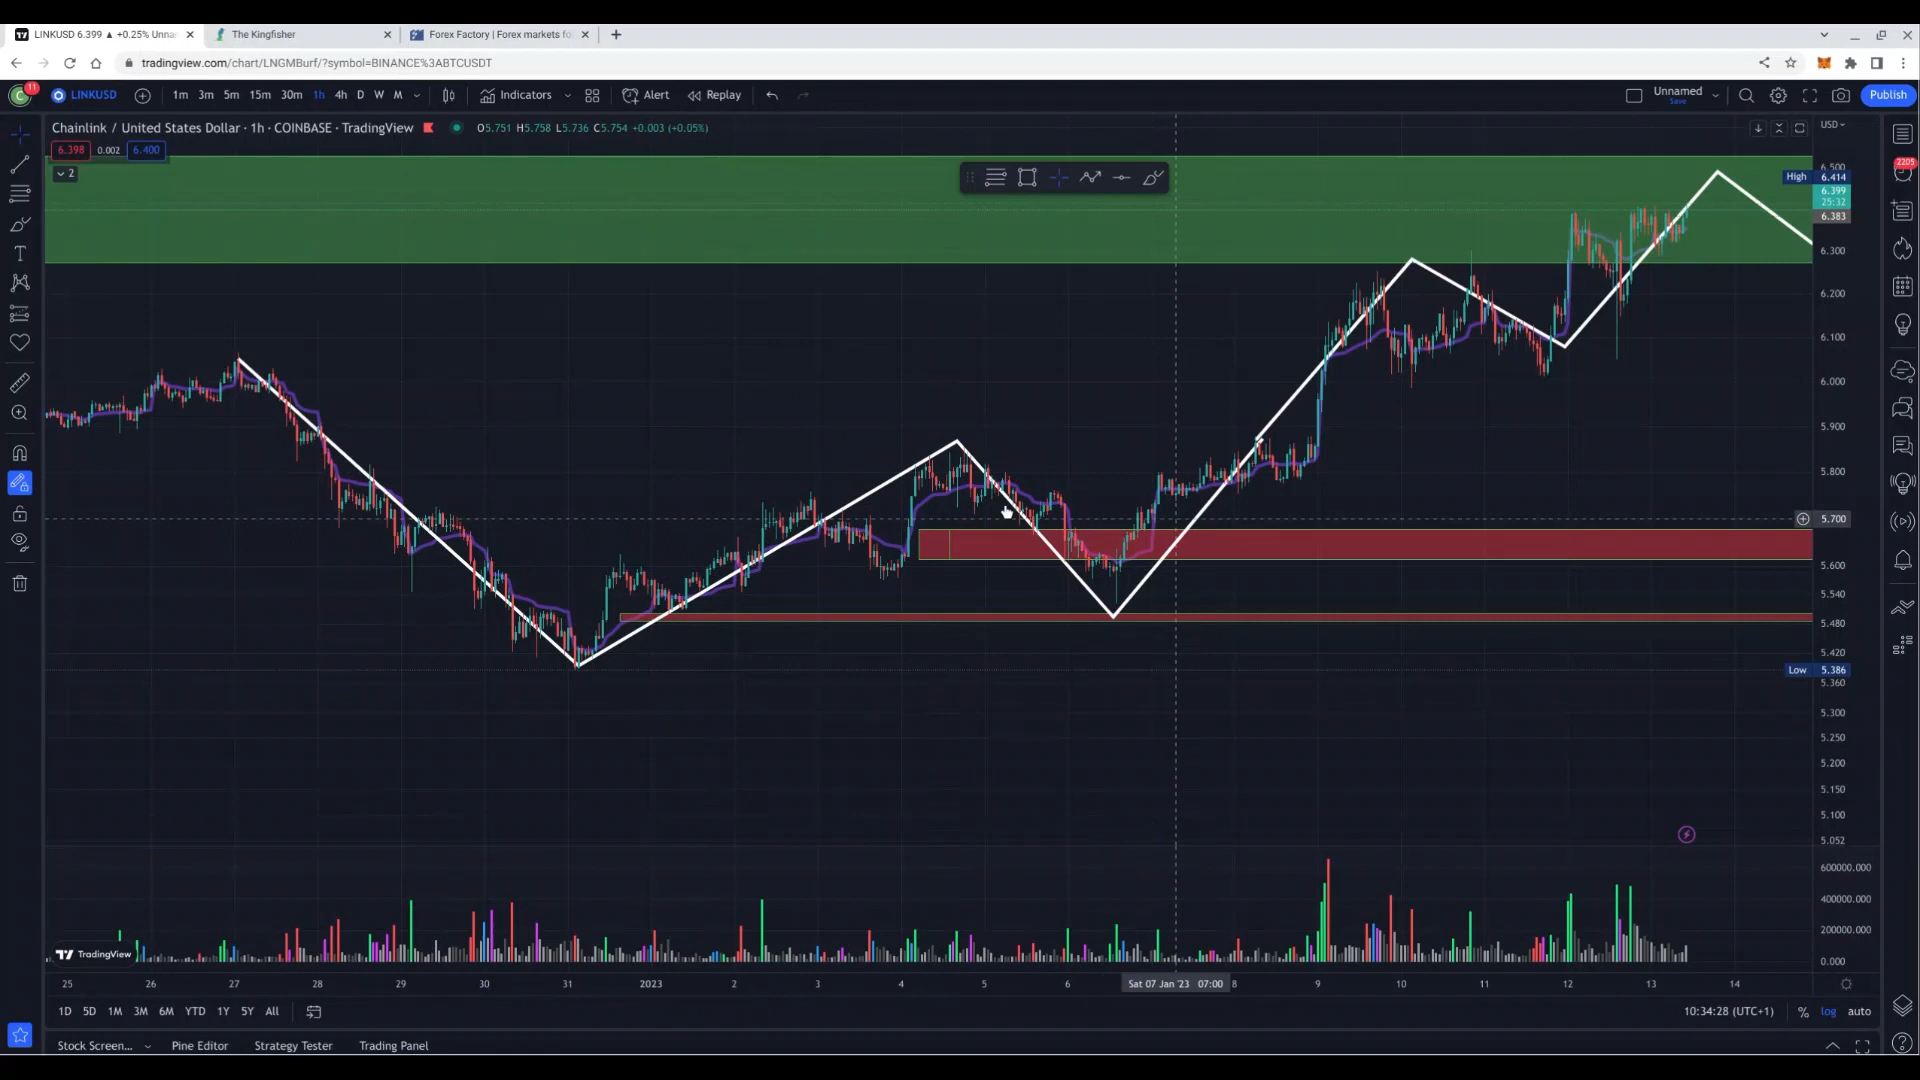 LINKUSD 6.399 ▲ +0.25% Unna
The Kingfisher
Forex Factory | Forex markets fo
tradingview.com/chart/LNGMBurf/?symbol=BINANCE%3ABTCUSDT
11
LINKUSD
1m 3m 5m 15m 30m 1h 4h D W M
Indicators
Alert
Replay
Unnamed
Save
Publish
Chainlink / United States Dollar · 1h · COINBASE · TradingView
O5.751 H5.758 L5.736 C5.754 +0.003 (+0.05%)
USD
6.398 0.002 6.400
2
2205
6.500
High 6.414
6.399
25:32
6.383
6.300
6.200
6.100
6.000
5.900
5.800
5.700
5.600
5.540
5.480
5.420
Low 5.386
5.360
5.300
5.250
5.200
5.150
5.100
5.052
600000.000
400000.000
200000.000
0.000
TradingView
25 26 27 28 29 30 31 2023 2 3 4 5 6 Sat 07 Jan '23 07:00 8 9 10 11 12 13 14
1D 5D 1M 3M 6M YTD 1Y 5Y All
10:34:28 (UTC+1) % log auto
Stock Screen... Pine Editor Strategy Tester Trading Panel